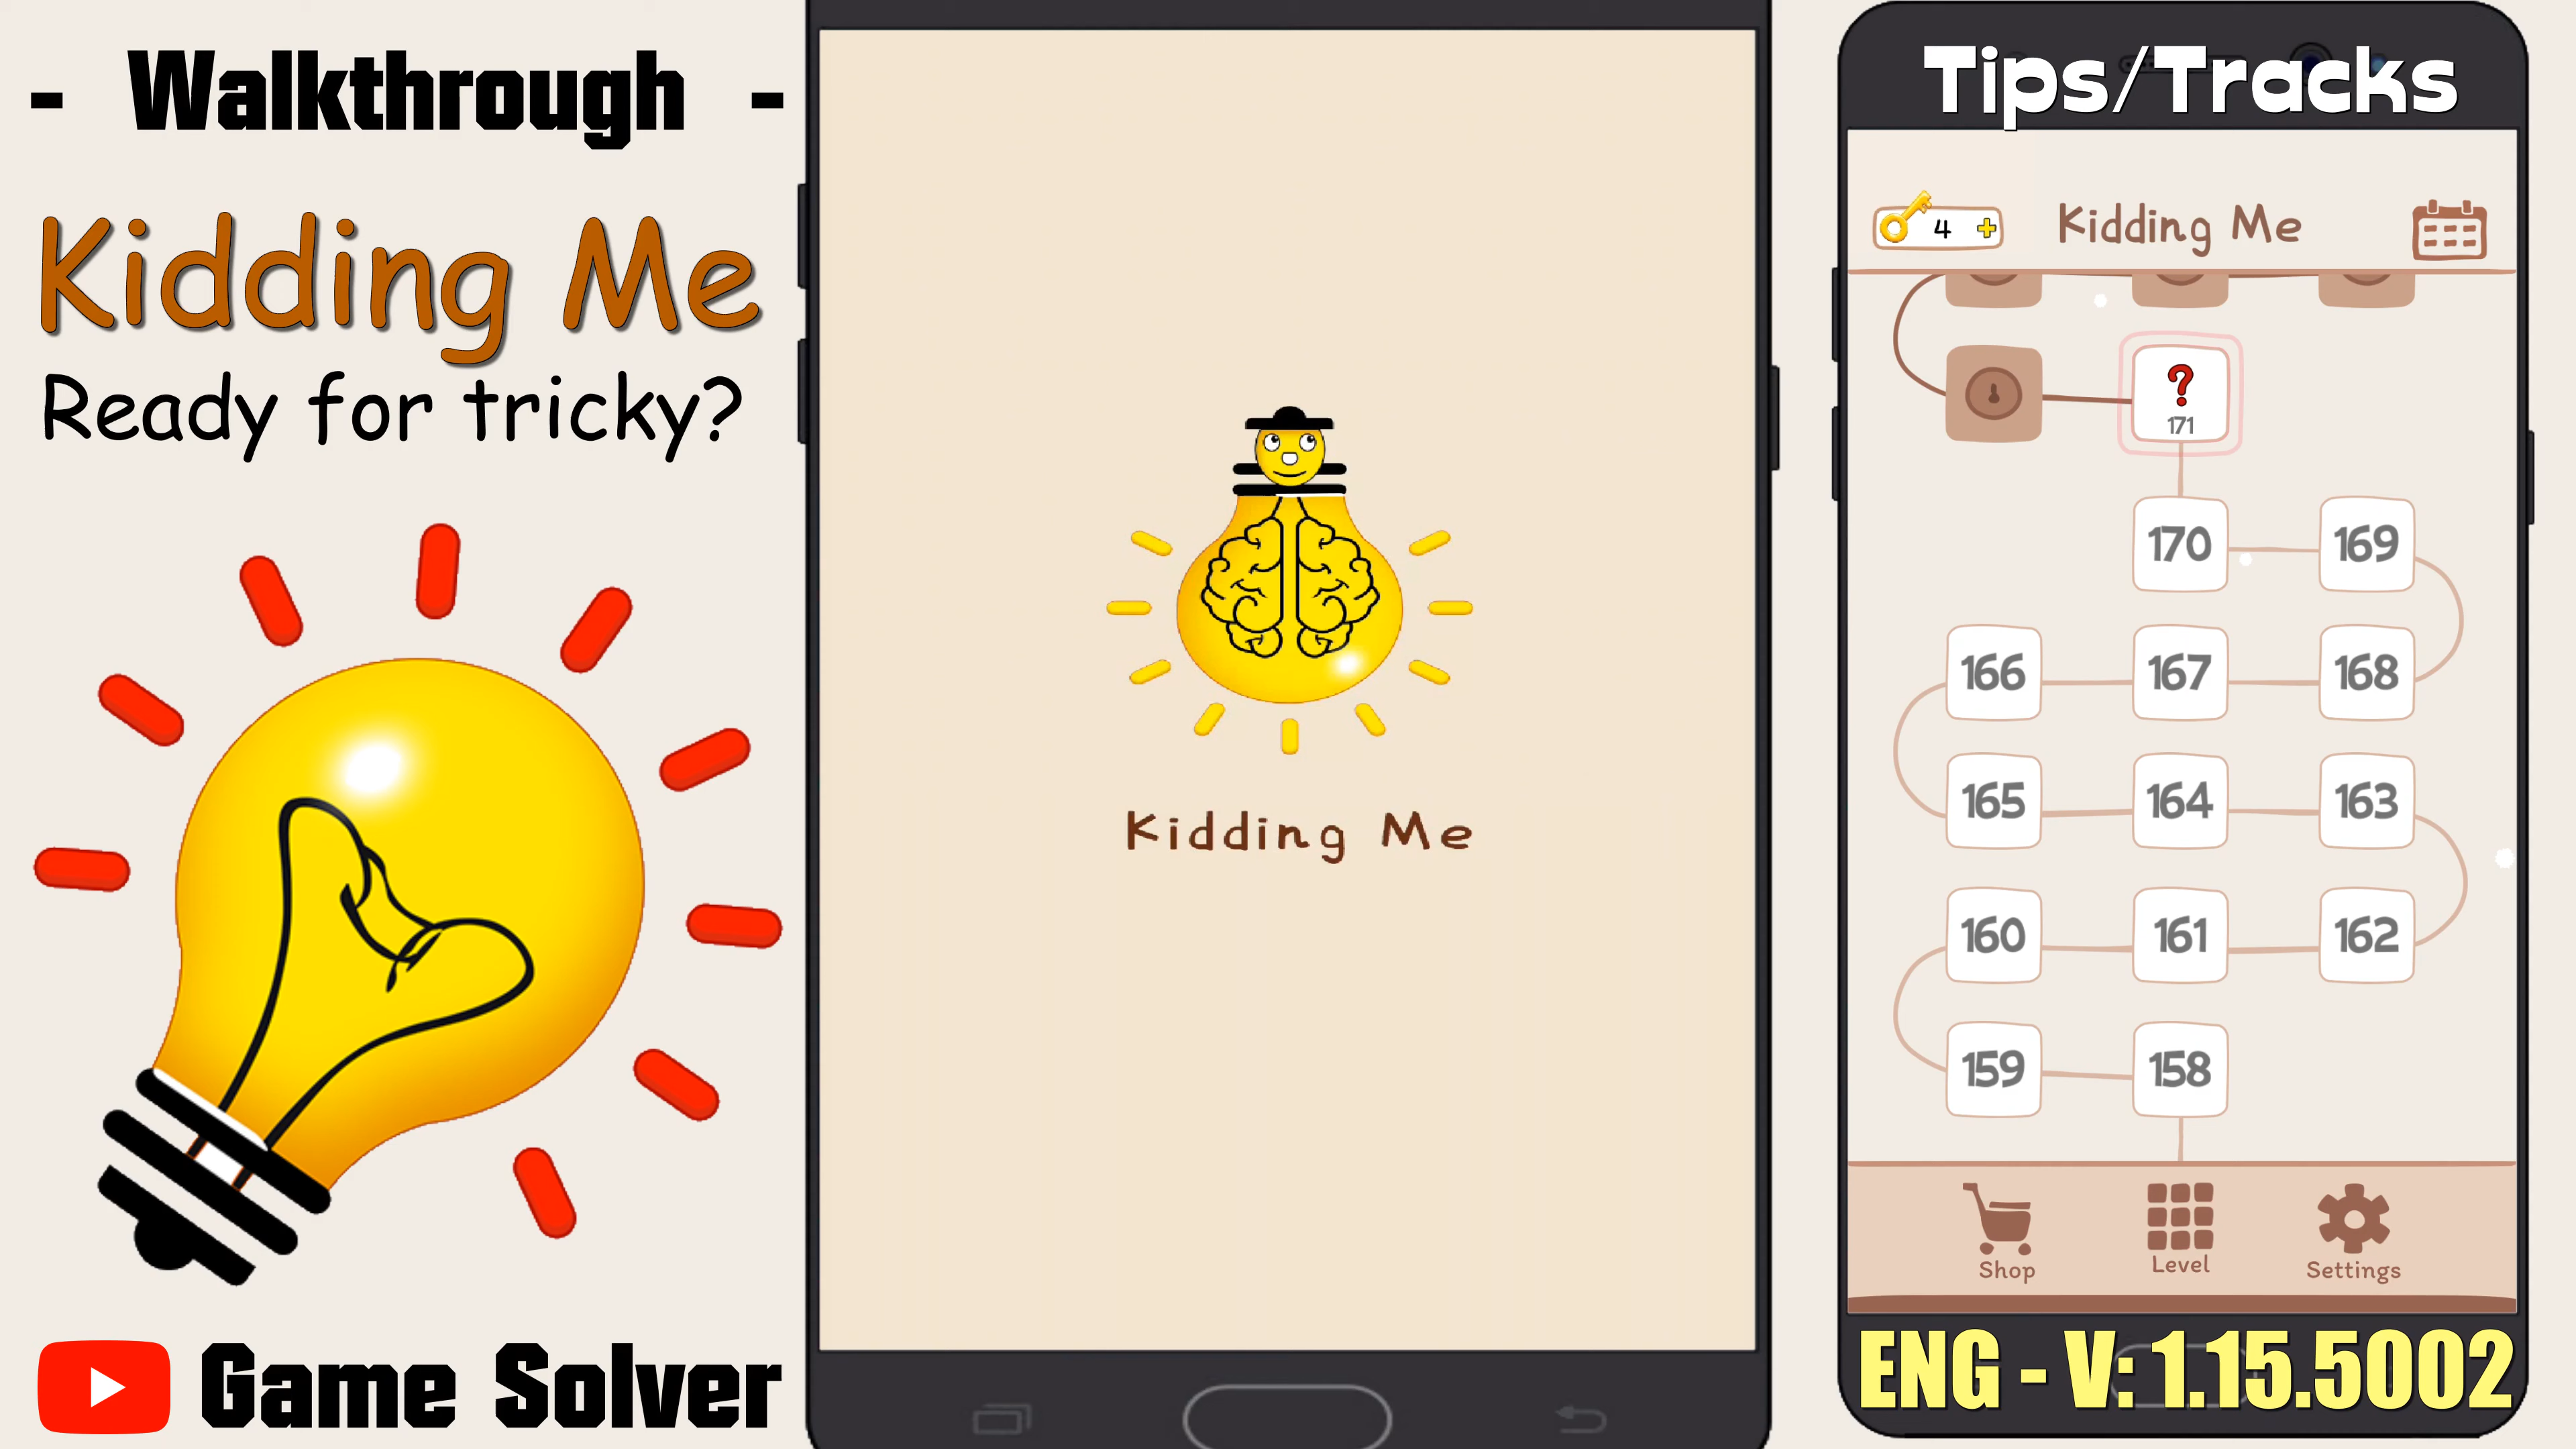 - Walkthrough -
Kidding Me
Ready for tricky?
Game Solver
Kidding Me
Tips/Tracks
4 +
Kidding Me
?
171
170
169
166
167
168
165
164
163
160
161
162
159
158
Shop
Level
Settings
ENG - V: 1.15.5002